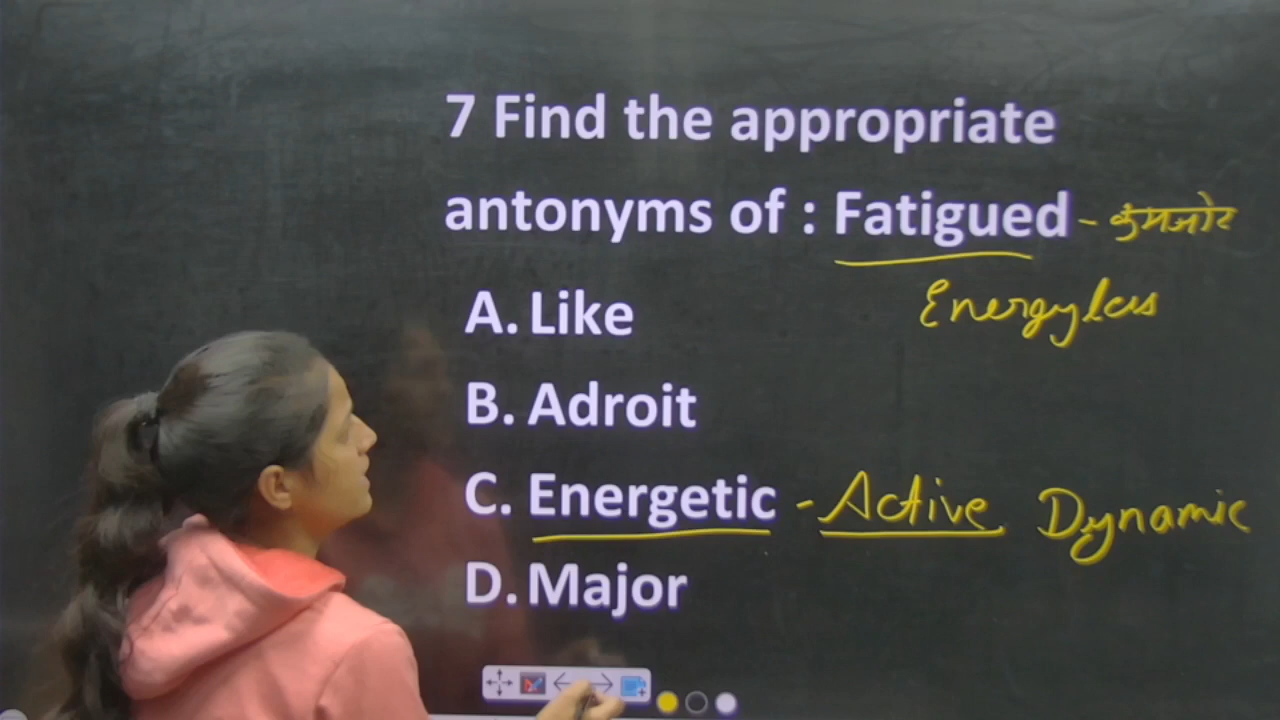 7 Find the appropriate
antonyms of : Fatigued - कमजोर
Energyless
A. Like
B. Adroit
C. Energetic - Active Dynamic
D. Major